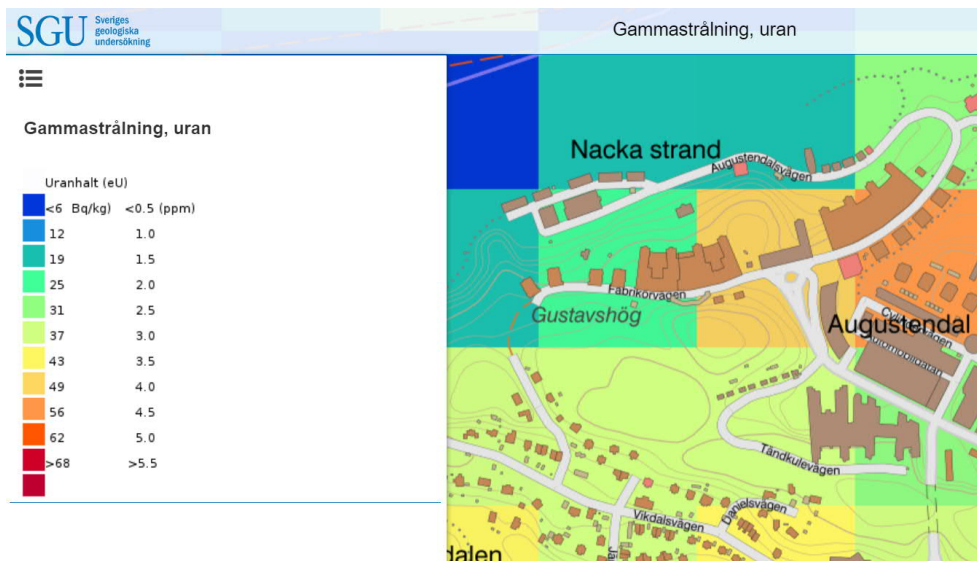 SGU
Sveriges
geologiska
undersökning
Gammastrålning, uran
Gammastrålning, uran
Uranhalt (eU)
<6 Bq/kg) <0.5 (ppm)
12 1.0
19 1.5
25 2.0
31 2.5
37 3.0
43 3.5
49 4.0
56 4.5
62 5.0
>68 >5.5
Nacka strand
Augustendalsvägen
Fabrikörvägen
Gustavshög
Augustendal
Automobilgatan
Tändkulevägen
Danielsvägen
Vikdalsvägen
dalen